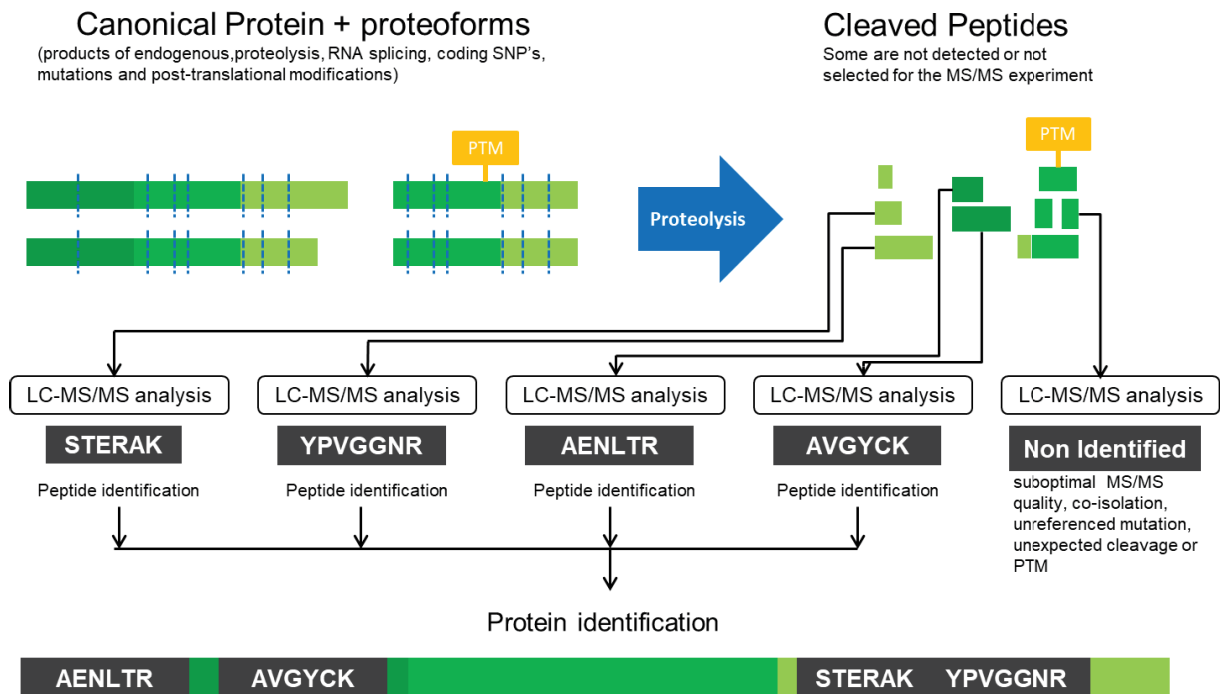 Canonical Protein + proteoforms
(products of endogenous,proteolysis, RNA splicing, coding SNP's,
mutations and post-translational modifications)
Cleaved Peptides
Some are not detected or not
selected for the MS/MS experiment
PTM
PTM
Proteolysis
LC-MS/MS analysis
LC-MS/MS analysis
LC-MS/MS analysis
LC-MS/MS analysis
LC-MS/MS analysis
STERAK
YPVGGNR
AENLTR
AVGYCK
Non Identified
Peptide identification
Peptide identification
Peptide identification
Peptide identification
suboptimal MS/MS
quality, co-isolation,
unreferenced mutation,
unexpected cleavage or
PTM
Protein identification
AENLTR
AVGYCK
STERAK
YPVGGNR